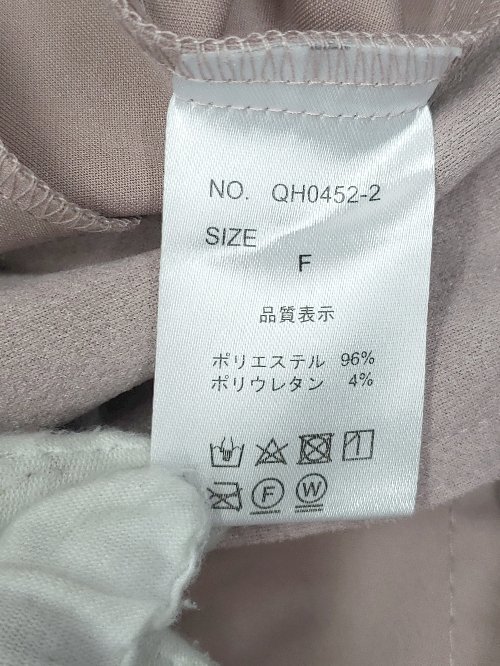 NO. QH0452-2
SIZE
F
品質表示
ポリエステル 96%
ポリウレタン 4%
F W